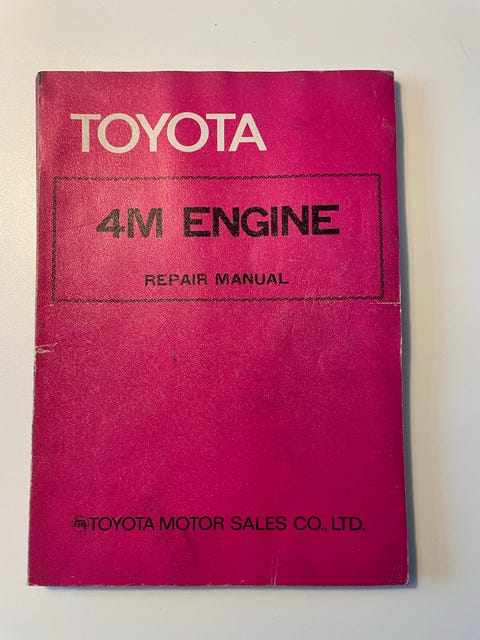 TOYOTA
4M ENGINE
REPAIR MANUAL
TOYOTA MOTOR SALES CO., LTD.